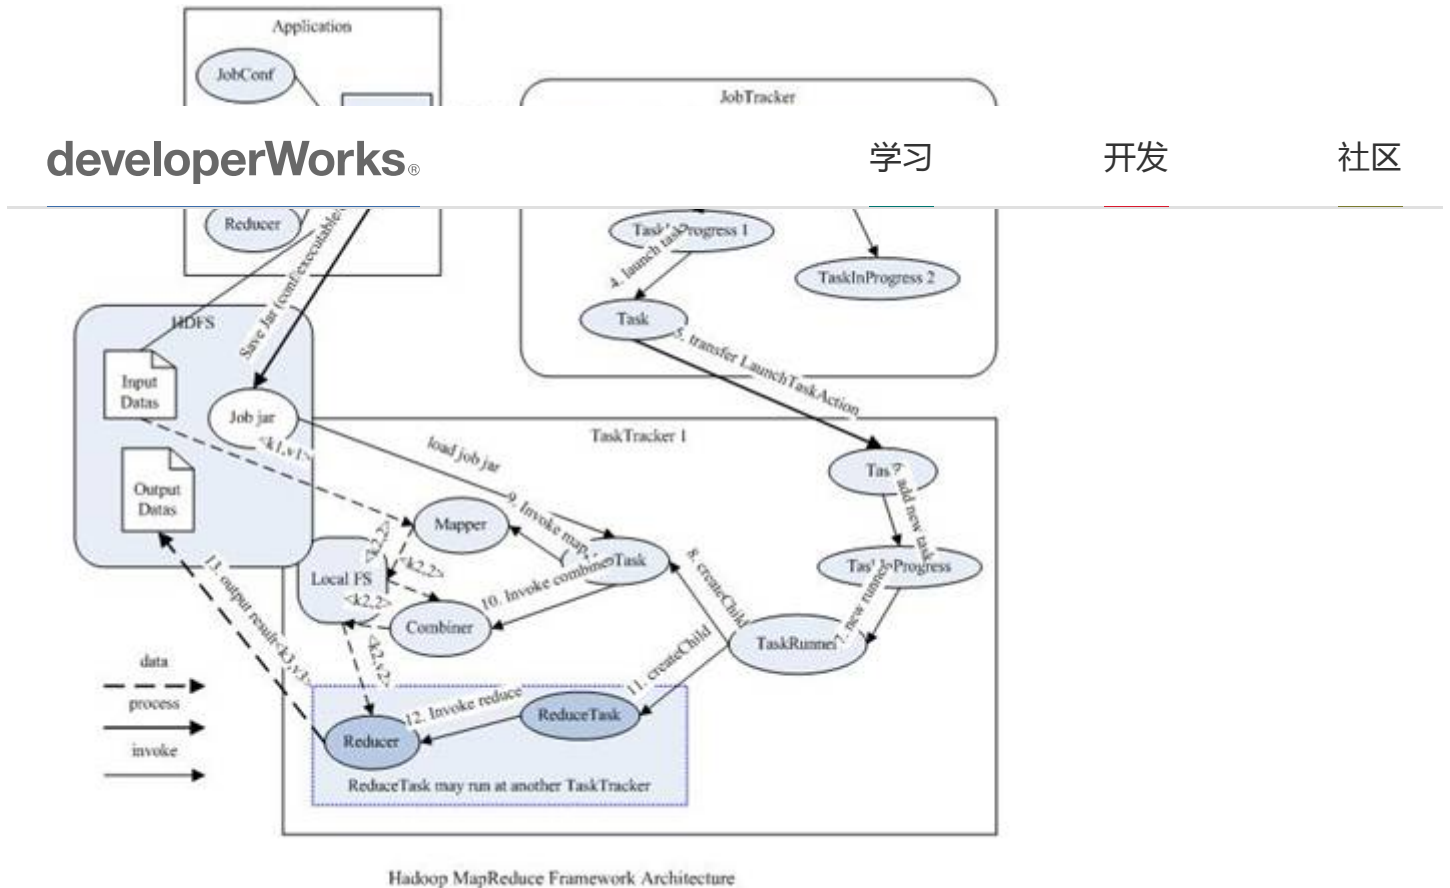 Application
JobConf
JobTracker
developerWorks®
学习
开发
社区
Reducer
Save Jar (conf/executable/
4. launch task
TaskInProgress 1
TaskInProgress 2
Task
5. transfer LaunchTaskAction
HDFS
Input
Datas
Job jar
<k1,v1>
load job jar
TaskTracker 1
Task
6. add new task
Output
Datas
Mapper
9. Invoke map
Task
<k2,2>
<k2,2>
Local FS
<k2,2>
10. Invoke combine
8. createChild
TaskInProgress
7. new runner
Combiner
TaskRunner
<k2,v2>
11. createChild
13. output result<k3,v3>
data
process
invoke
12. Invoke reduce
ReduceTask
Reducer
ReduceTask may run at another TaskTracker
Hadoop MapReduce Framework Architecture